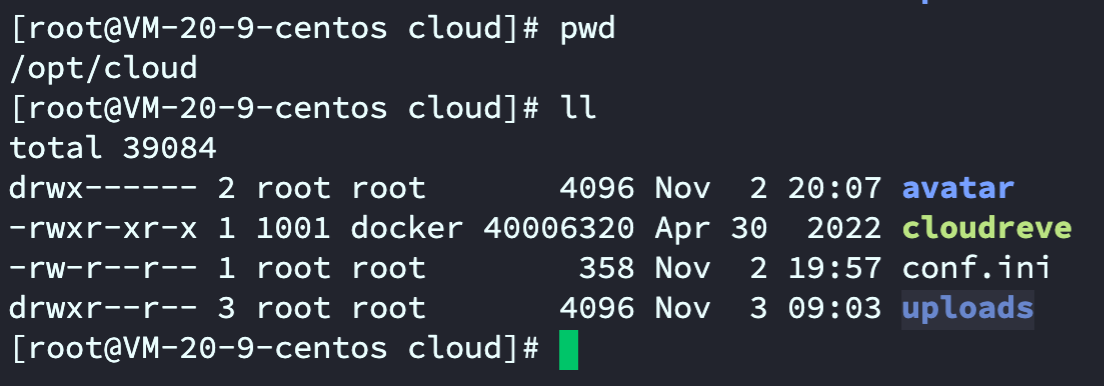 [root@VM-20-9-centos cloud]# pwd
/opt/cloud
[root@VM-20-9-centos cloud]# ll
total 39084
drwx------ 2 root root       4096 Nov  2 20:07 avatar
-rwxr-xr-x 1 1001 docker 40006320 Apr 30  2022 cloudreve
-rw-r--r-- 1 root root        358 Nov  2 19:57 conf.ini
drwxr--r-- 3 root root       4096 Nov  3 09:03 uploads
[root@VM-20-9-centos cloud]#